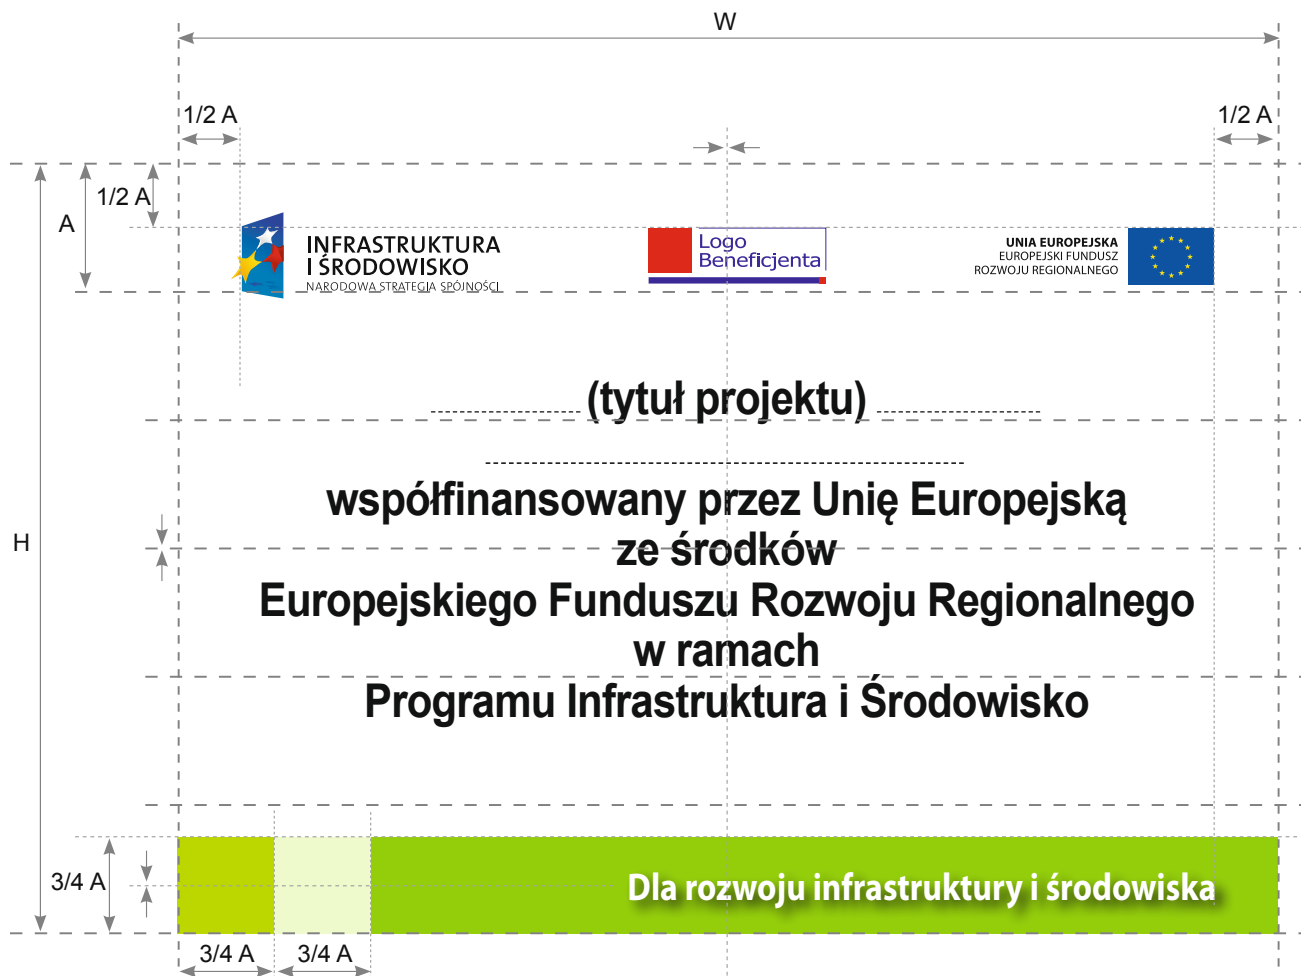 W
1/2 A
1/2 A
1/2 A
A
INFRASTRUKTURA
I ŚRODOWISKO
NARODOWA STRATEGIA SPÓJNOŚCI
Logo
Beneficjenta
UNIA EUROPEJSKA
EUROPEJSKI FUNDUSZ
ROZWOJU REGIONALNEGO
(tytuł projektu)
współfinansowany przez Unię Europejską
H
ze środków
Europejskiego Funduszu Rozwoju Regionalnego
w ramach
Programu Infrastruktura i Środowisko
3/4 A
Dla rozwoju infrastruktury i środowiska
3/4 A
3/4 A